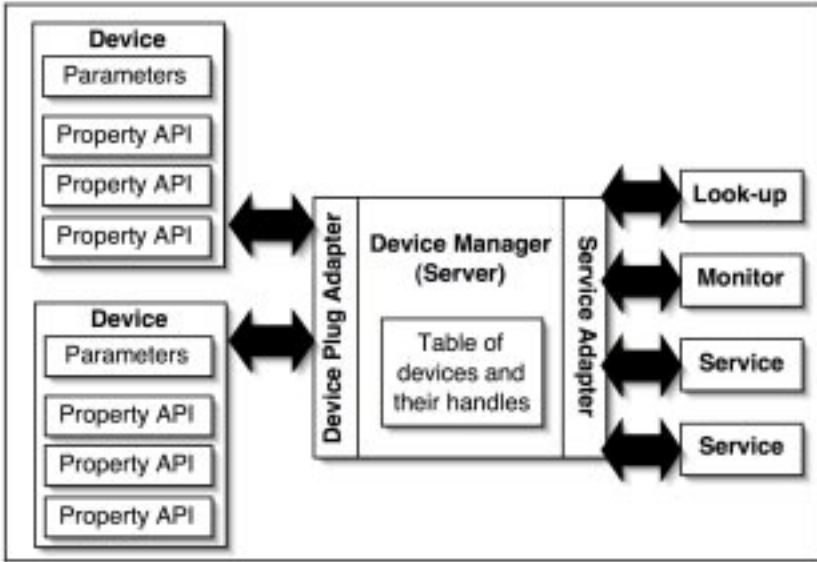 Device
Parameters
Property API
Property API
Property API
Device
Parameters
Property API
Property API
Property API
Device Plug Adapter
Device Manager
(Server)
Table of
devices and
their handles
Service Adapter
Look-up
Monitor
Service
Service